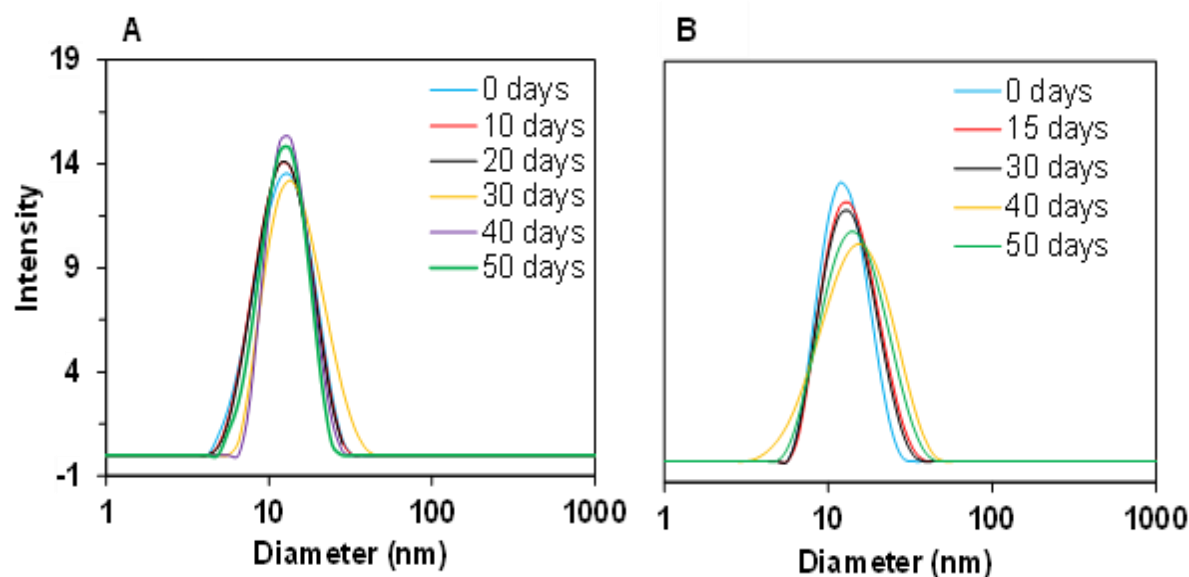 A
19
14
9
4
-1
Intensity
0 days
10 days
20 days
30 days
40 days
50 days
1 10 100 1000
Diameter (nm)
B
0 days
15 days
30 days
40 days
50 days
1 10 100 1000
Diameter (nm)